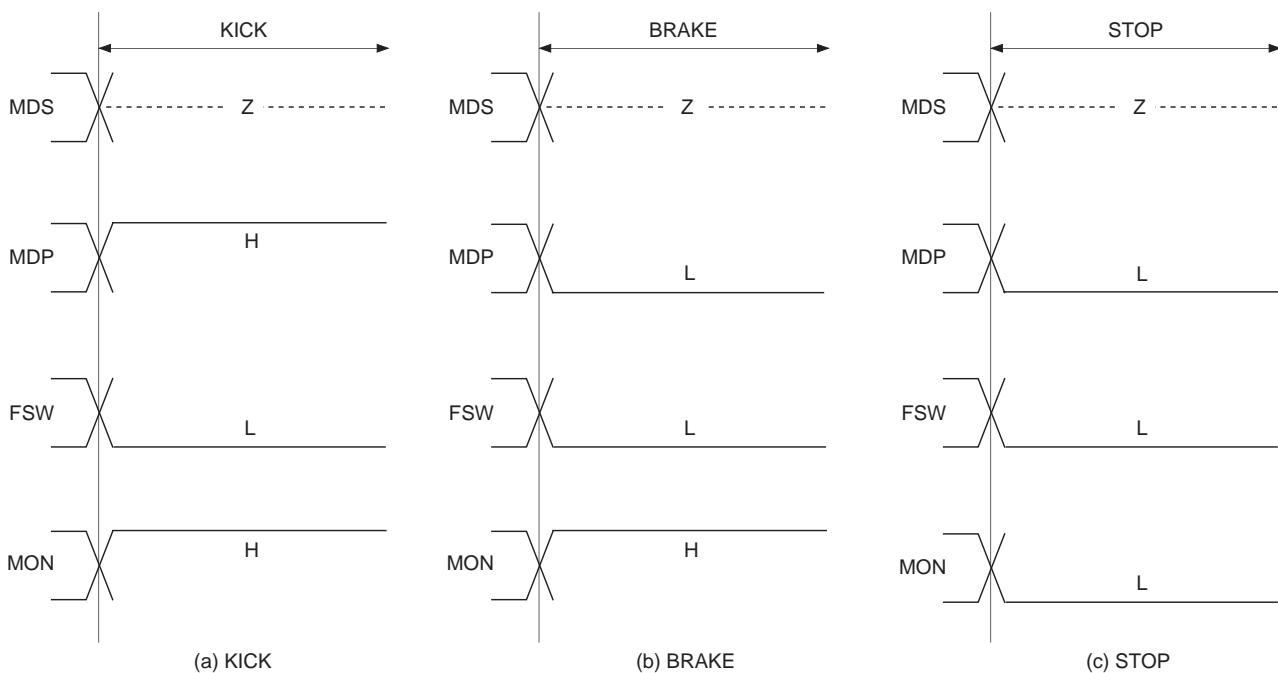 KICK
MDS
Z
MDP
H
FSW
L
MON
H
(a) KICK
BRAKE
MDS
Z
MDP
L
FSW
L
MON
H
(b) BRAKE
STOP
MDS
Z
MDP
L
FSW
L
MON
L
(c) STOP